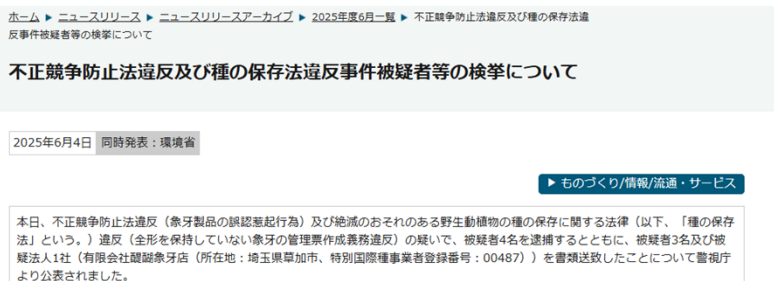 ホーム ▶ ニュースリリース ▶ ニュースリリースアーカイブ ▶ 2025年度6月一覧 ▶ 不正競争防止法違反及び種の保存法違
反事件被疑者等の検挙について
不正競争防止法違反及び種の保存法違反事件被疑者等の検挙について
2025年6月4日 同時発表：環境省
▶ ものづくり/情報/流通・サービス
本日、不正競争防止法違反（象牙製品の誤認惹起行為）及び絶滅のおそれのある野生動植物の種の保存に関する法律（以下、「種の保存
法」という。）違反（全形を保持していない象牙の管理票作成義務違反）の疑いで、被疑者4名を逮捕するとともに、被疑者3名及び被
疑法人1社（有限会社醍醐象牙店（所在地：埼玉県草加市、特別国際種事業者登録番号：00487））を書類送致したことについて警視庁
より公表されました。